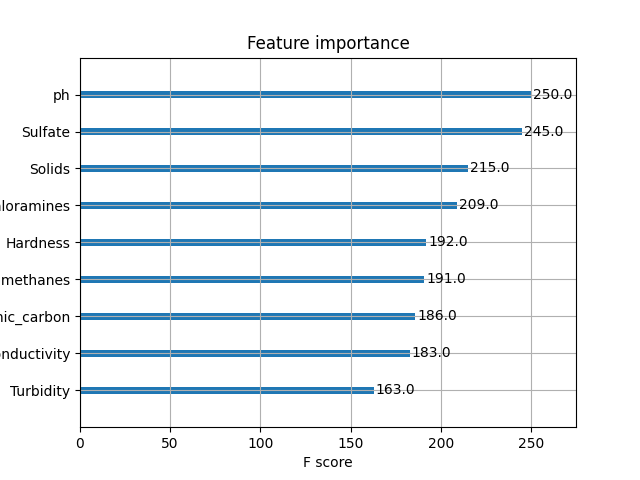 Feature importance
ph 250.0
Sulfate 245.0
Solids 215.0
loramines 209.0
Hardness 192.0
methanes 191.0
nic_carbon 186.0
onductivity 183.0
Turbidity 163.0
0 50 100 150 200 250
F score